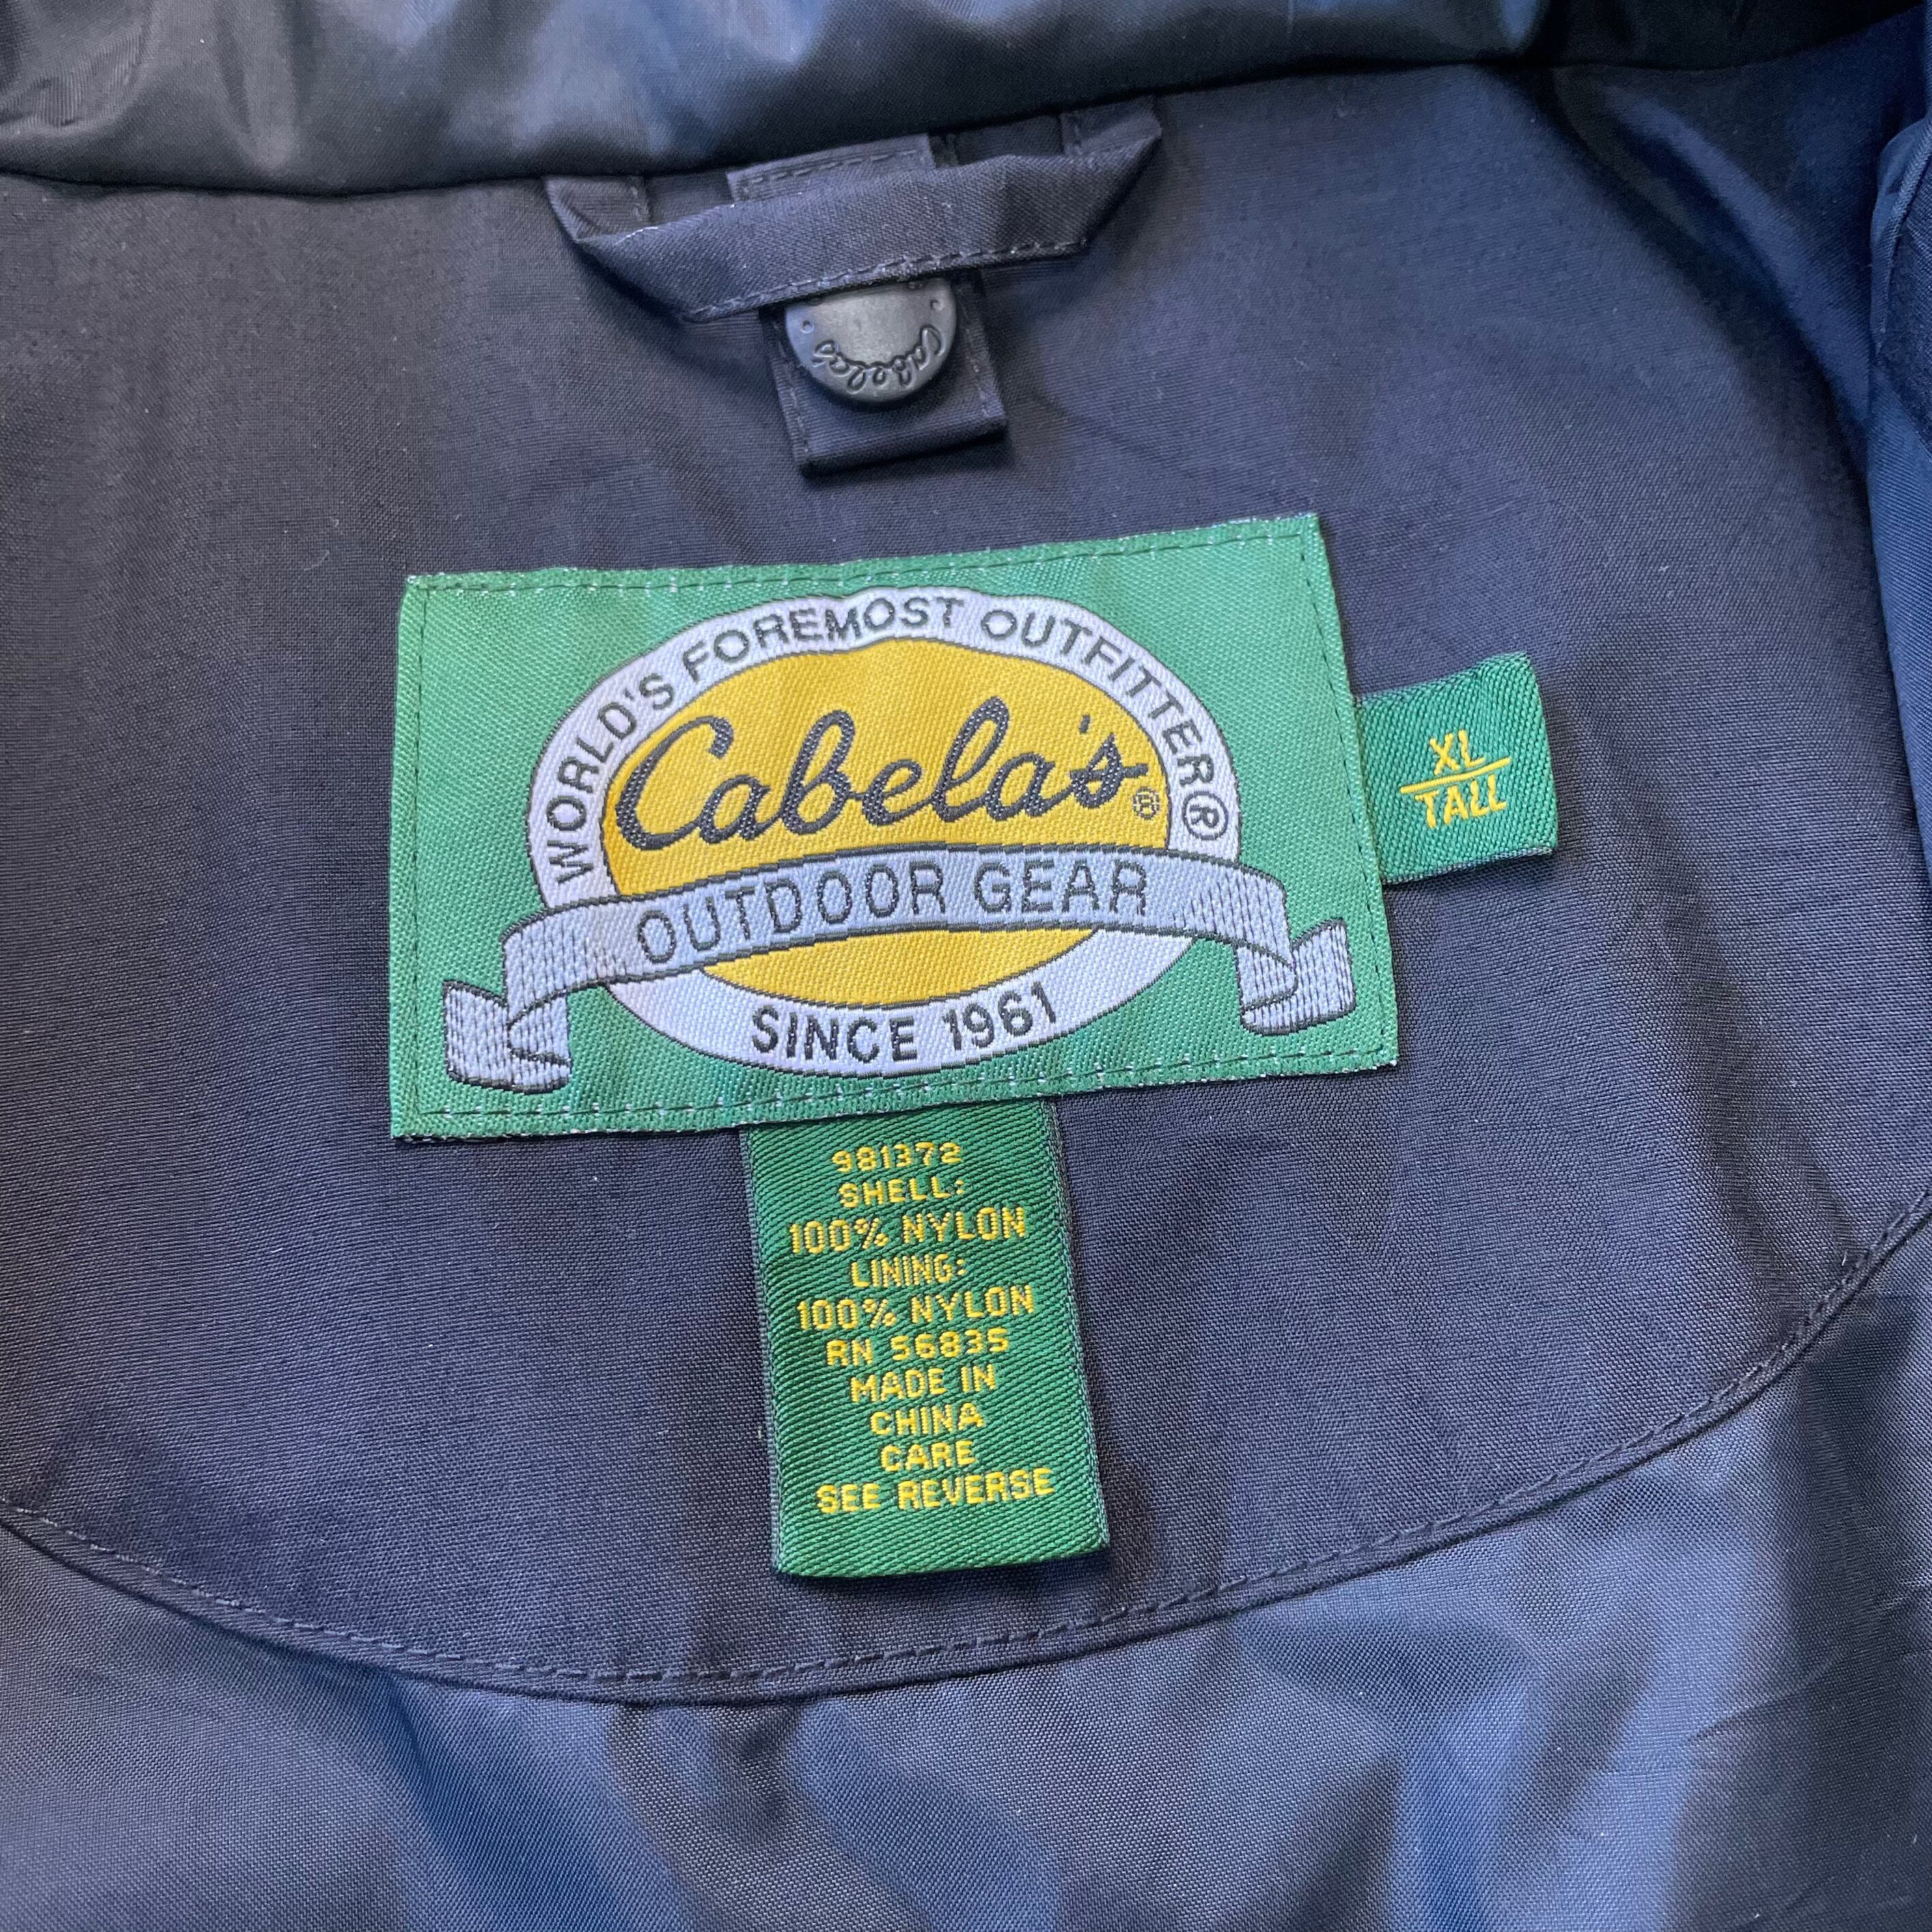 Cabela's
WORLD'S FOREMOST OUTFITTER®
Cabela's®
OUTDOOR GEAR
SINCE 1961
XL
TALL
981372
SHELL:
100% NYLON
LINING:
100% NYLON
RN 56835
MADE IN
CHINA
CARE
SEE REVERSE